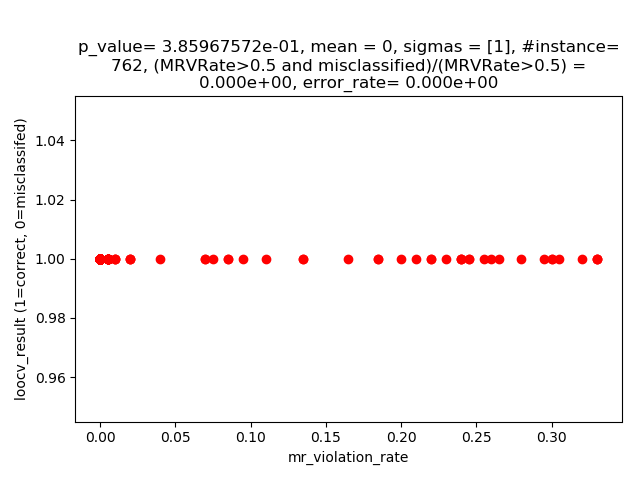 p_value= 3.85967572e-01, mean = 0, sigmas = [1], #instance=
762, (MRVRate>0.5 and misclassified)/(MRVRate>0.5) =
0.000e+00, error_rate= 0.000e+00
loocv_result (1=correct, 0=misclassifed)
1.04
1.02
1.00
0.98
0.96
0.00 0.05 0.10 0.15 0.20 0.25 0.30
mr_violation_rate